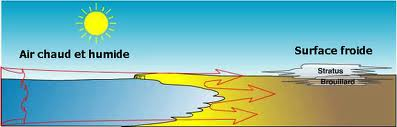 Air chaud et humide
Surface froide
Stratus
Brouillard